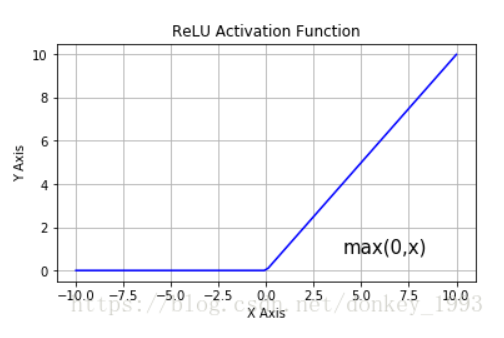 ReLU Activation Function
10
8
6
4
2
0
Y Axis
max(0,x)
−10.0 −7.5 −5.0 −2.5 0.0 2.5 5.0 7.5 10.0
https://blog.csdn.net/donkey_1993
X Axis